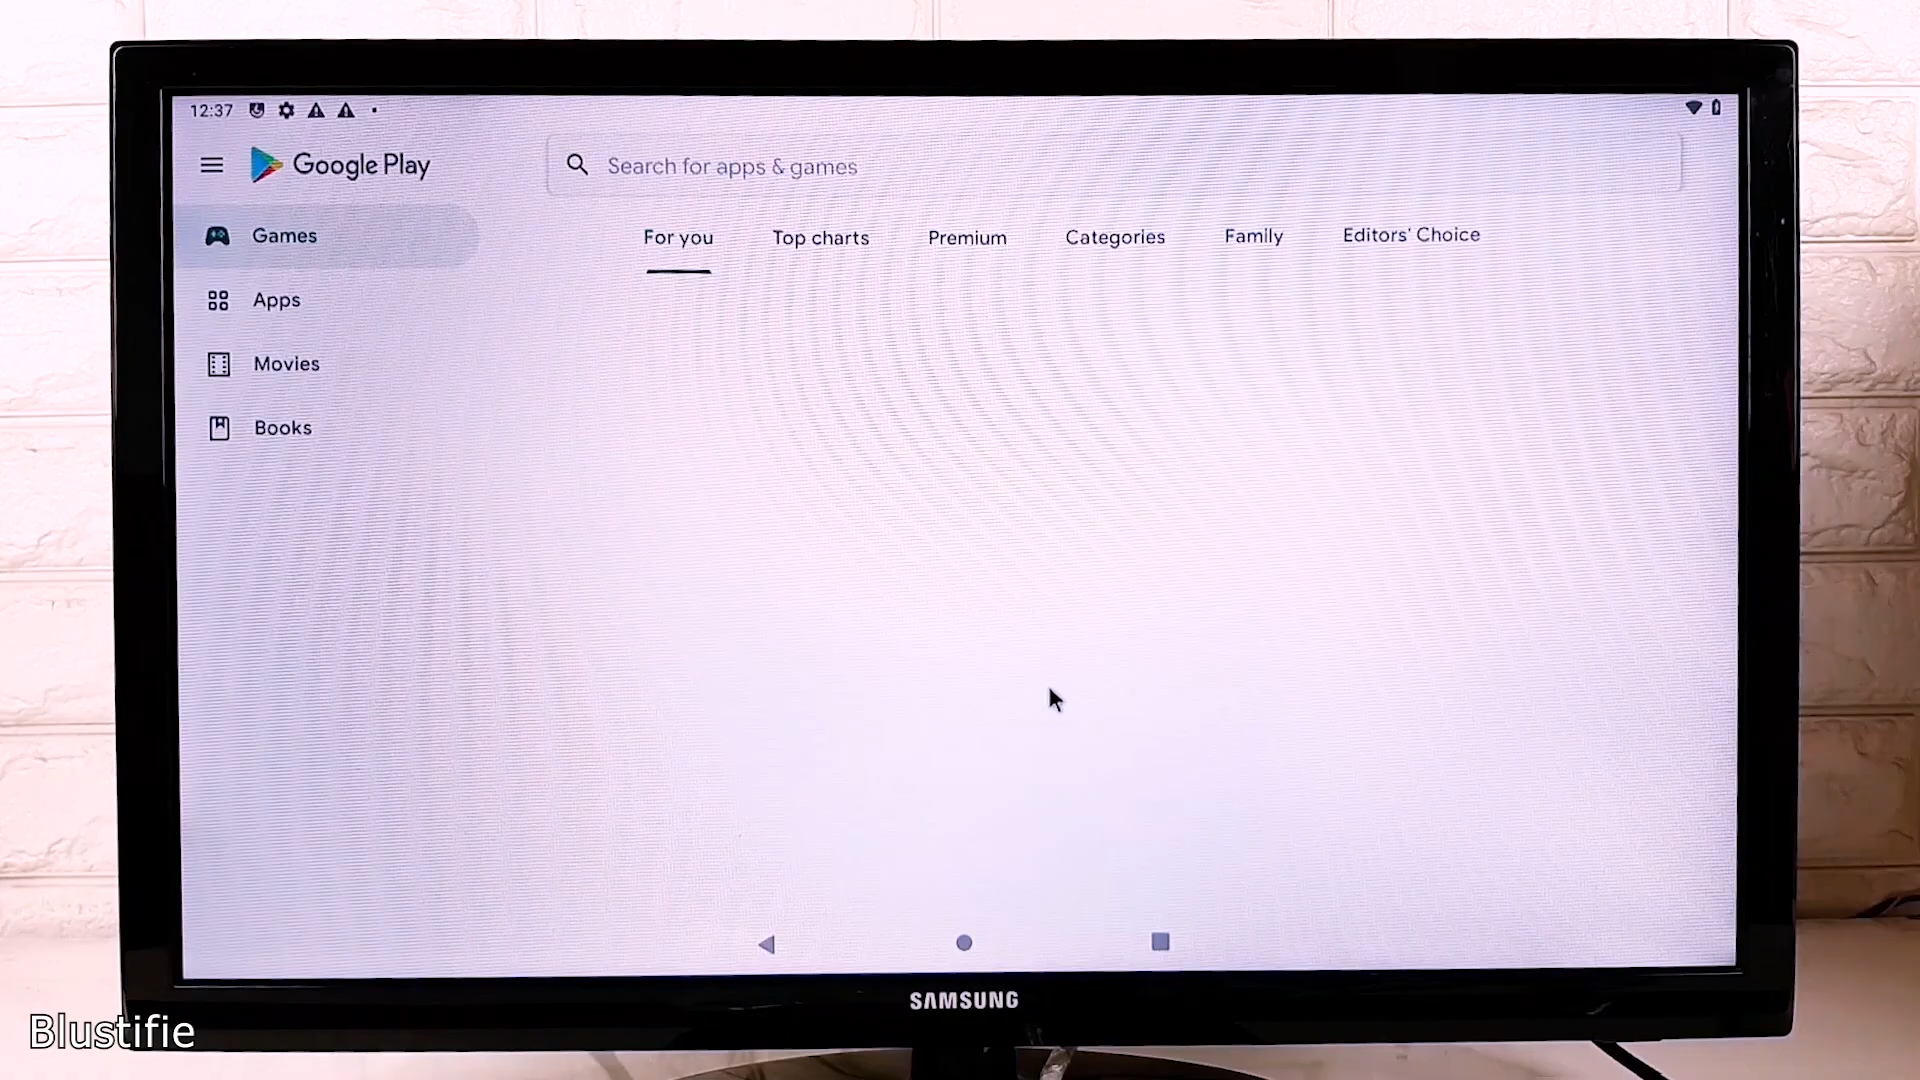 12:37
Google Play
Search for apps & games
Games
For you
Top charts
Premium
Categories
Family
Editors' Choice
Apps
Movies
Books
SAMSUNG
Blustifie